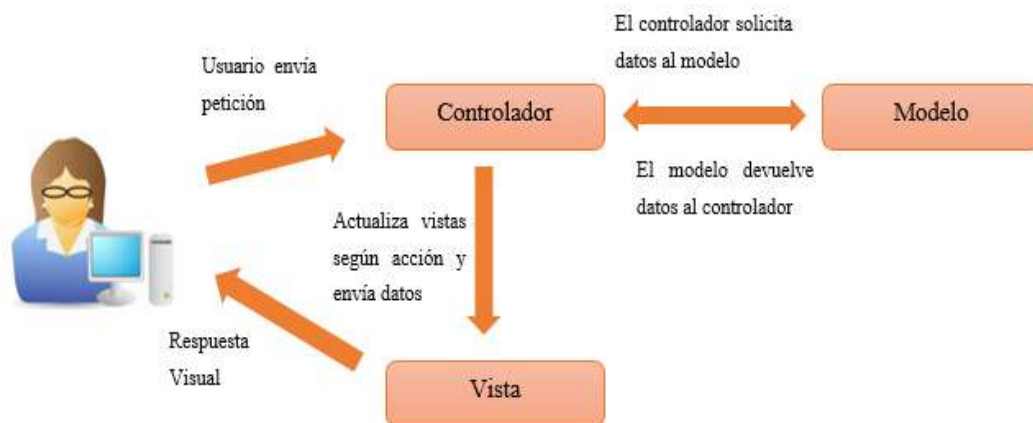 El controlador solicita
datos al modelo
Usuario envía
petición
Controlador
Modelo
El modelo devuelve
datos al controlador
Actualiza vistas
según acción y
envía datos
Respuesta
Visual
Vista